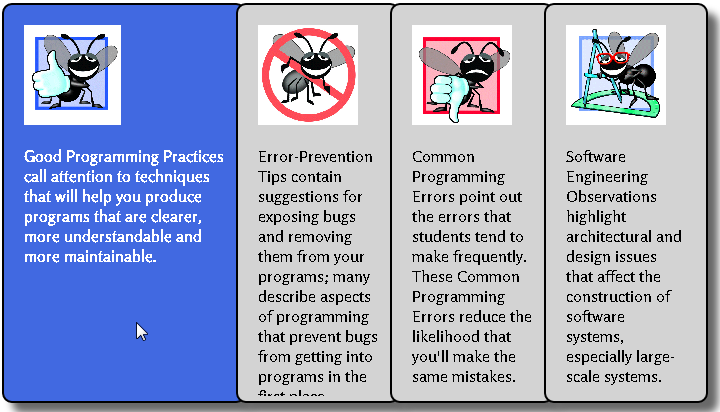 Good Programming Practices
call attention to techniques
that will help you produce
programs that are clearer,
more understandable and
more maintainable.
Error-Prevention
Tips contain
suggestions for
exposing bugs
and removing
them from your
programs; many
describe aspects
of programming
that prevent bugs
from getting into
programs in the
first place.
Common
Programming
Errors point out
the errors that
students tend to
make frequently.
These Common
Programming
Errors reduce the
likelihood that
you'll make the
same mistakes.
Software
Engineering
Observations
highlight
architectural and
design issues
that affect the
construction of
software
systems,
especially large-
scale systems.